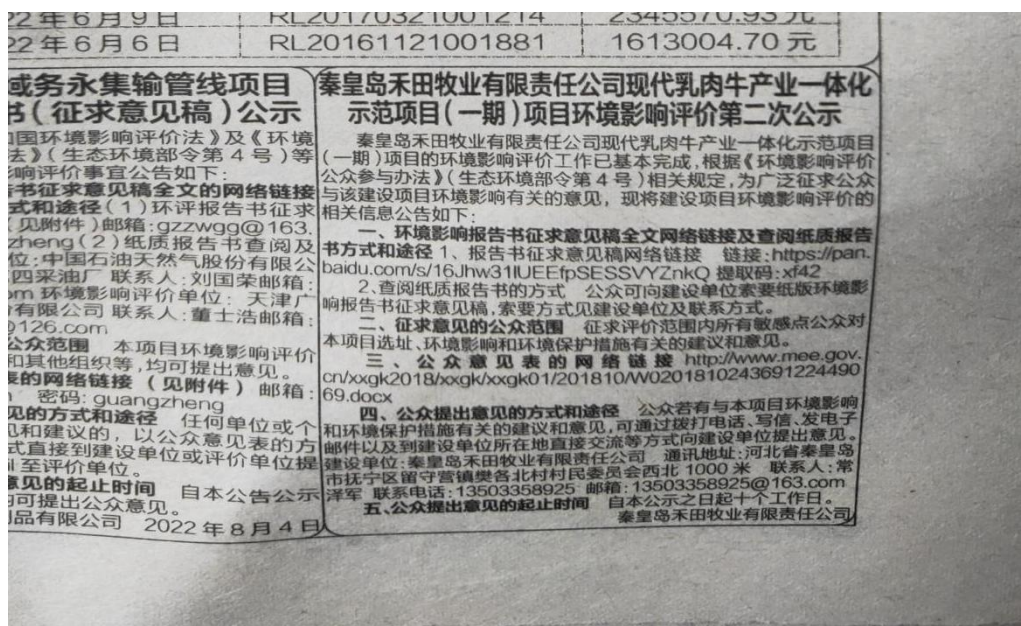 22年6月9日 RL20170321001214 2345570.93元
22年6月6日 RL20161121001881 1613004.70元
域务永集输管线项目
书（征求意见稿）公示
国环境影响评价法》及《环境
法》（生态环境部令第4号）等
影响评价事宜公告如下：
告书征求意见稿全文的网络链接
式和途径（1）环评报告书征求
（见附件）邮箱：gzzwgg@163.
zheng（2）纸质报告书查阅及
位：中国石油天然气股份有限公
四采油厂 联系人：刘国荣邮箱：
om 环境影响评价单位：天津广
有限公司 联系人：董士浩邮箱：
@126.com
公众范围 本项目环境影响评价
和其他组织等，均可提出意见。
表的网络链接（见附件）邮箱：
密码：guangzheng
见的方式和途径 任何单位或个
见和建议的，以公众意见表的方
式直接到建设单位或评价单位提
il 至评价单位。
意见的起止时间 自本公告公示
均可提出公众意见。
品有限公司 2022年8月4日
秦皇岛禾田牧业有限责任公司现代乳肉牛产业一体化
示范项目（一期）项目环境影响评价第二次公示
秦皇岛禾田牧业有限责任公司现代乳肉牛产业一体化示范项目
（一期）项目的环境影响评价工作已基本完成，根据《环境影响评价
公众参与办法》（生态环境部令第4号）相关规定，为广泛征求公众
与该建设项目环境影响有关的意见，现将建设项目环境影响评价的
相关信息公告如下：
一、环境影响报告书征求意见稿全文网络链接及查阅纸质报告
书方式和途径 1、报告书征求意见稿网络链接 链接：https://pan.
baidu.com/s/16Jhw31IUEEfpSESSVYZnkQ 提取码：xf42
2、查阅纸质报告书的方式 公众可向建设单位索要纸版环境影
响报告书征求意见稿，索要方式见建设单位及联系方式。
二、征求意见的公众范围 征求评价范围内所有敏感点公众对
本项目选址、环境影响和环境保护措施有关的建议和意见。
三、公众意见表的网络链接 http://www.mee.gov.
cn/xxgk2018/xxgk/xxgk01/201810/W0201810243691224490
69.docx
四、公众提出意见的方式和途径 公众若有与本项目环境影响
和环境保护措施有关的建议和意见，可通过拨打电话、写信、发电子
邮件以及到建设单位所在地直接交流等方式向建设单位提出意见。
建设单位：秦皇岛禾田牧业有限责任公司 通讯地址：河北省秦皇岛
市抚宁区留守营镇樊各北村村民委员会西北1000米 联系人：常
洋军 联系电话：13503358925 邮箱：13503358925@163.com
五、公众提出意见的起止时间 自本公示之日起十个工作日。
秦皇岛禾田牧业有限责任公司